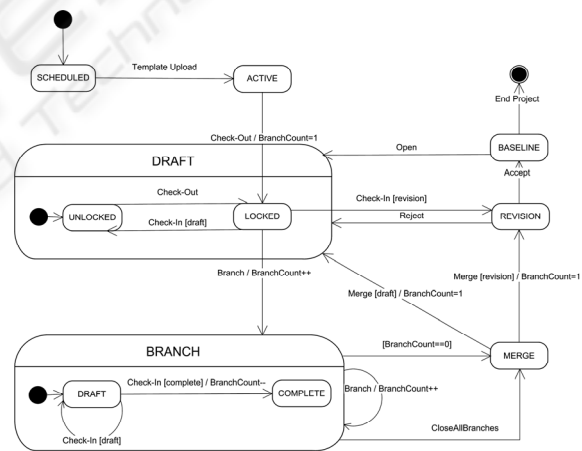 SCHEDULED
Template Upload
ACTIVE
End Project
Check-Out / BranchCount=1
BASELINE
Open
DRAFT
Accept
Check-Out
Check-In [revision]
UNLOCKED
LOCKED
REVISION
Check-In [draft]
Reject
Branch / BranchCount++
Merge [revision] / BranchCount=1
Merge [draft] / BranchCount=1
BRANCH
[BranchCount==0]
MERGE
Check-In [complete] / BranchCount--
DRAFT
COMPLETE
Branch / BranchCount++
Check-In [draft]
CloseAllBranches